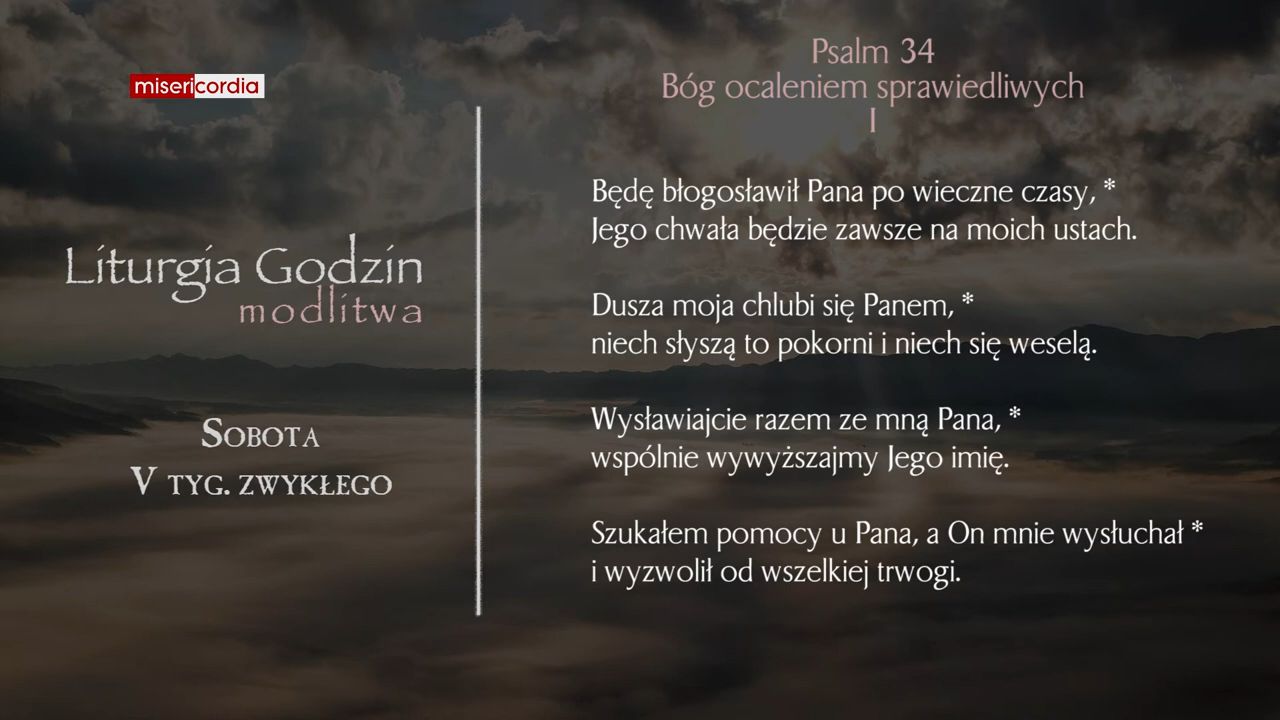 misericordia
Liturgia Godzin
modlitwa
Sobota
V tyg. zwykłego
Psalm 34
Bóg ocaleniem sprawiedliwych
I
Będę błogosławił Pana po wieczne czasy, *
Jego chwała będzie zawsze na moich ustach.
Dusza moja chlubi się Panem, *
niech słyszą to pokorni i niech się weselą.
Wysławiajcie razem ze mną Pana, *
wspólnie wywyższajmy Jego imię.
Szukałem pomocy u Pana, a On mnie wysłuchał *
i wyzwolił od wszelkiej trwogi.